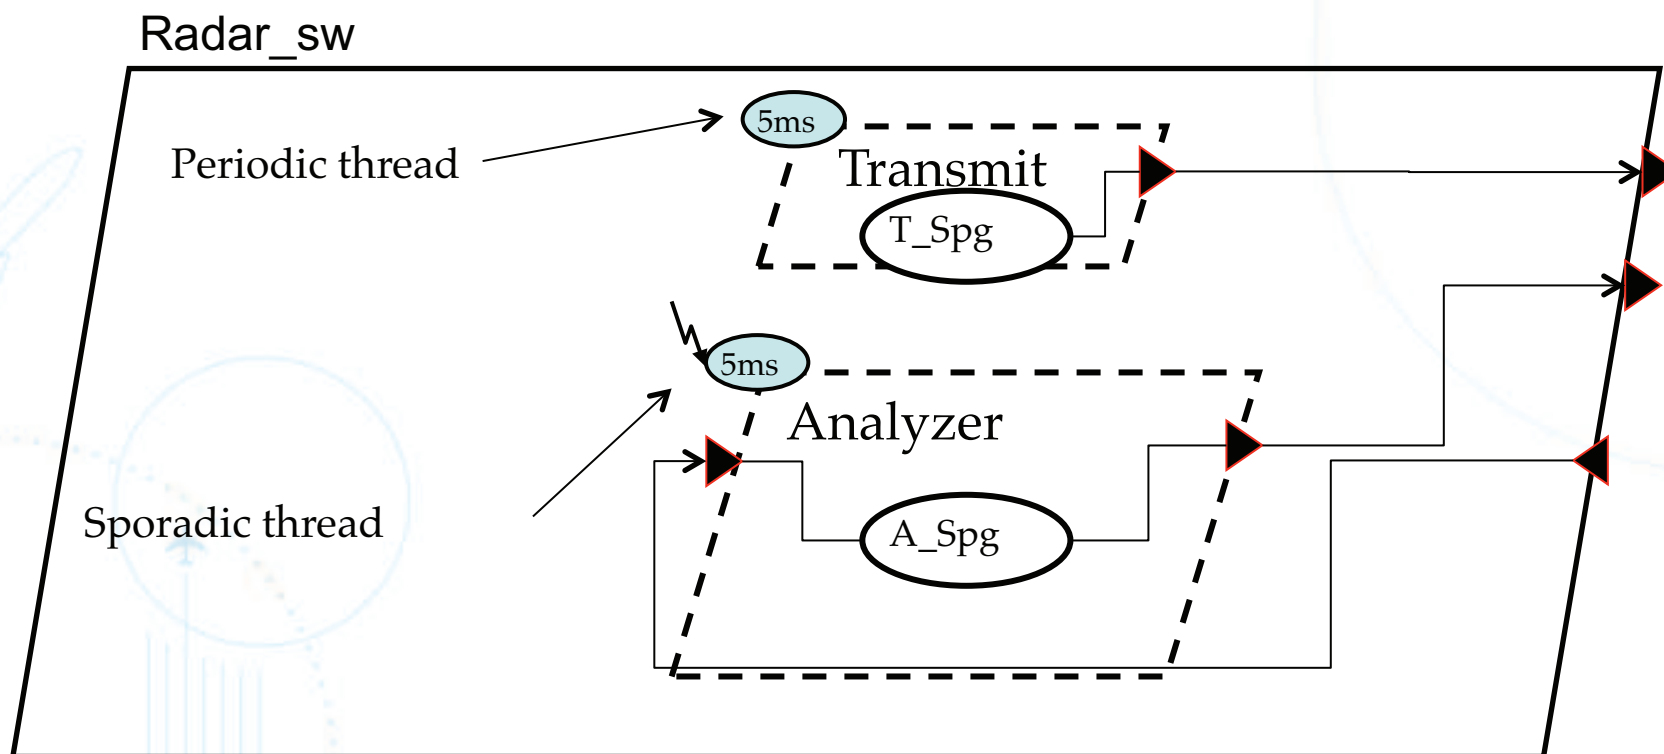 Radar_sw
5ms
Periodic thread
Transmit
T_Spg
5ms
Analyzer
Sporadic thread
A_Spg